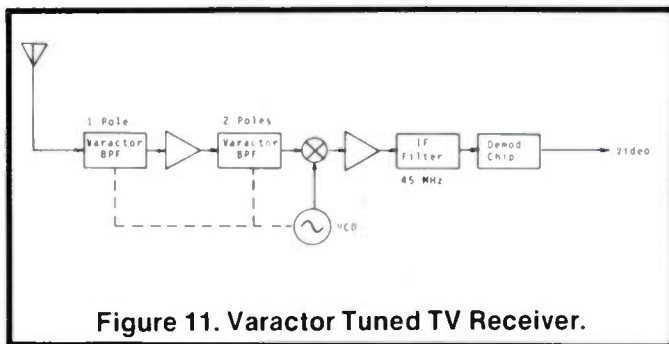 1 Pole
2 Poles
Varactor
BPF
Varactor
BPF
IF
Filter
Demod
Chip
Video
45 MHz
VCO
Figure 11. Varactor Tuned TV Receiver.